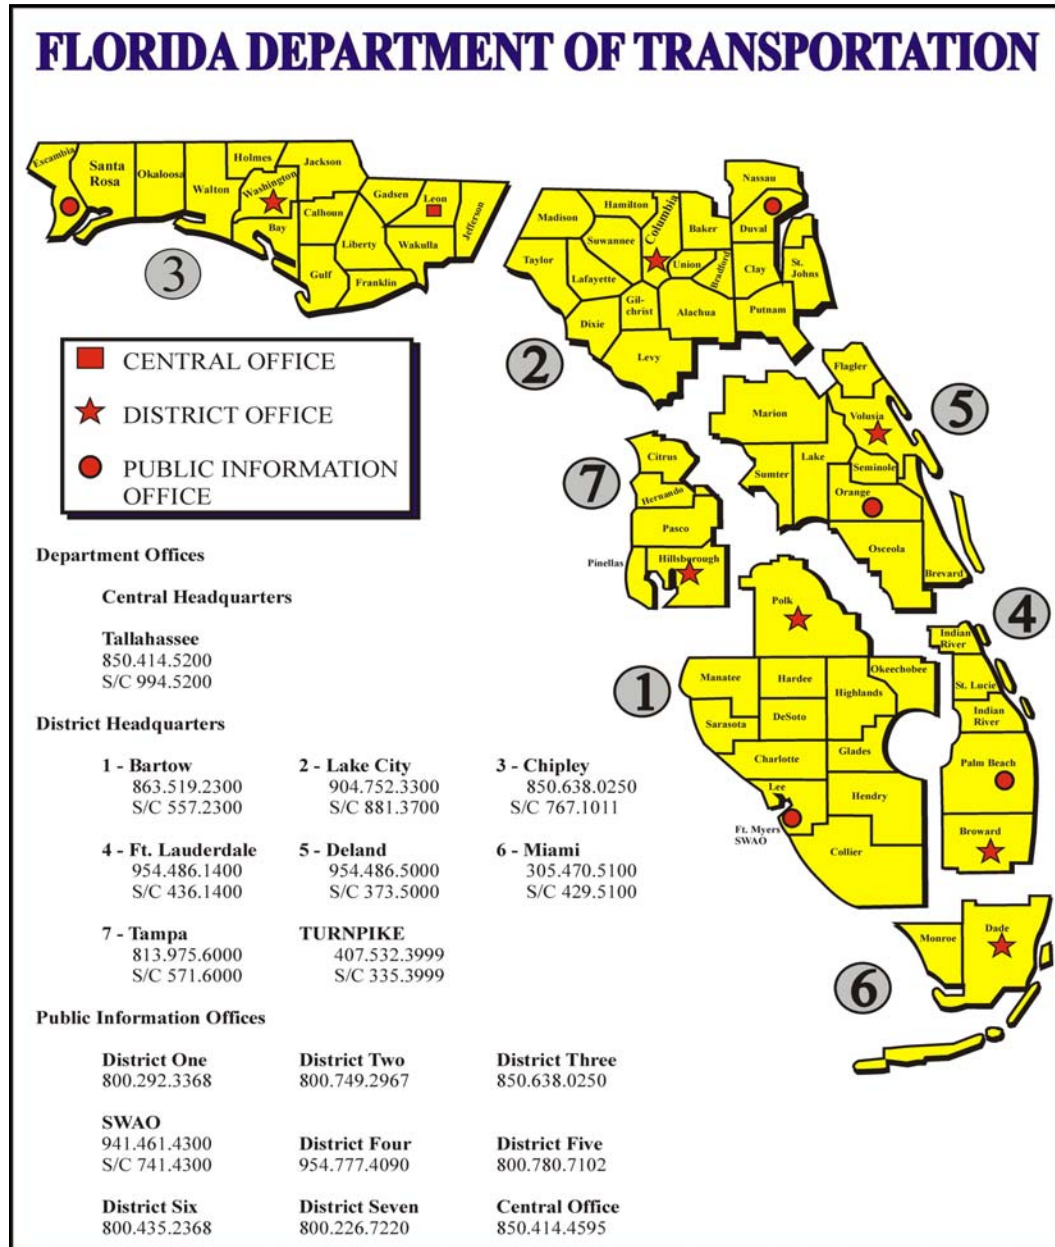 FLORIDA DEPARTMENT OF TRANSPORTATION
Escambia
Santa
Rosa
Okaloosa
Walton
Holmes
Washington
Bay
Jackson
Calhoun
Gulf
Liberty
Franklin
Gadsen
Leon
Wakulla
Jefferson
3
Madison
Hamilton
Columbia
Baker
Nassau
Duval
Taylor
Suwannee
Lafayette
Union
Bradford
Clay
St.
Johns
Dixie
Gil-
christ
Alachua
Putnam
Levy
2
CENTRAL OFFICE
DISTRICT OFFICE
PUBLIC INFORMATION
OFFICE
Flagler
Marion
Volusia
Lake
Sumter
Seminole
Orange
Osceola
Brevard
5
7
Citrus
Hernando
Pasco
Pinellas
Hillsborough
Polk
Manatee
Hardee
Highlands
Okeechobee
Sarasota
DeSoto
Charlotte
Glades
Lee
Hendry
Ft. Myers
SWAO
Collier
1
4
Indian
River
St. Lucie
Indian
River
Palm Beach
Broward
Monroe
Dade
6
Department Offices
Central Headquarters
Tallahassee
850.414.5200
S/C 994.5200
District Headquarters
1 - Bartow 2 - Lake City 3 - Chipley
863.519.2300 904.752.3300 850.638.0250
S/C 557.2300 S/C 881.3700 S/C 767.1011
4 - Ft. Lauderdale 5 - Deland 6 - Miami
954.486.1400 954.486.5000 305.470.5100
S/C 436.1400 S/C 373.5000 S/C 429.5100
7 - Tampa TURNPIKE
813.975.6000 407.532.3999
S/C 571.6000 S/C 335.3999
Public Information Offices
District One District Two District Three
800.292.3368 800.749.2967 850.638.0250
SWAO
941.461.4300 District Four District Five
S/C 741.4300 954.777.4090 800.780.7102
District Six District Seven Central Office
800.435.2368 800.226.7220 850.414.4595